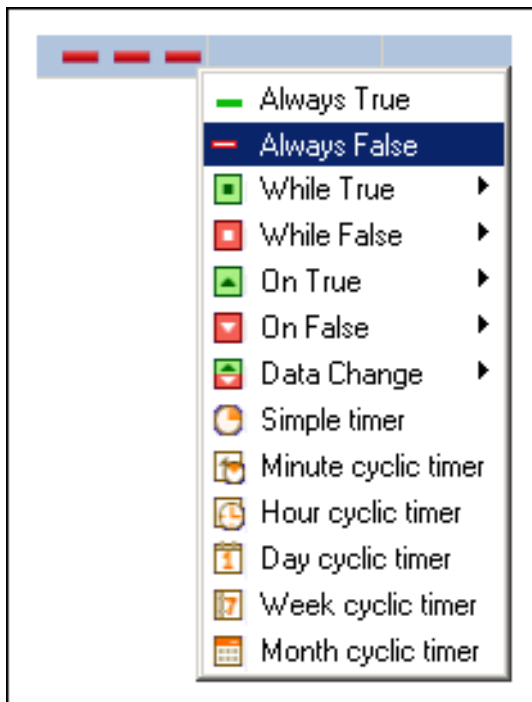 Always True
Always False
While True
While False
On True
On False
Data Change
Simple timer
Minute cyclic timer
Hour cyclic timer
Day cyclic timer
Week cyclic timer
Month cyclic timer